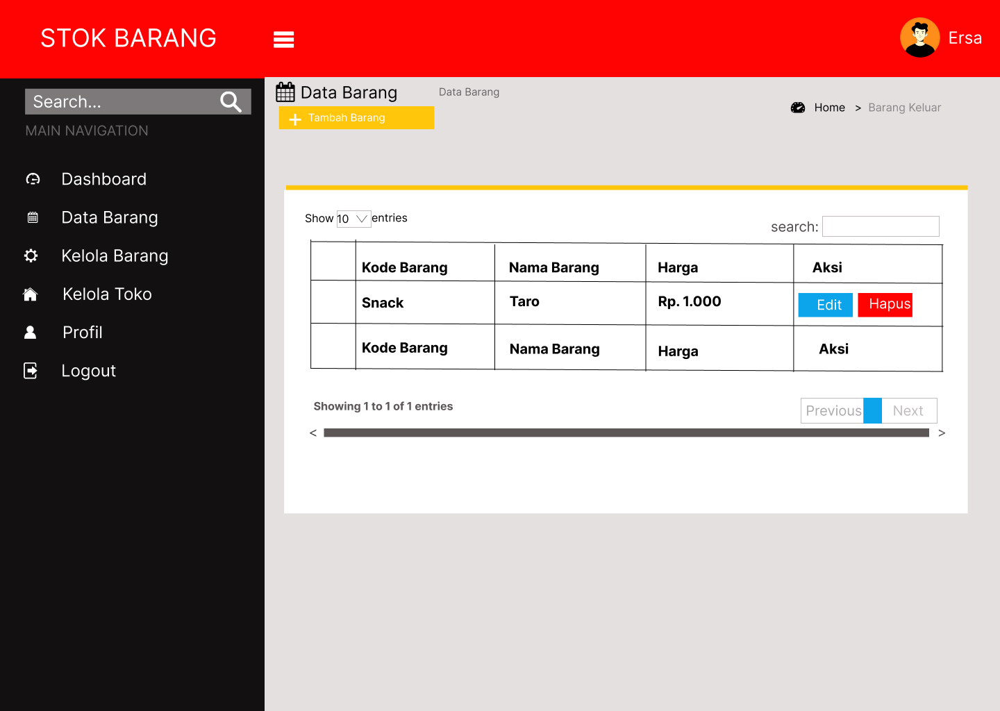 STOK BARANG
Ersa
Search...
MAIN NAVIGATION
Dashboard
Data Barang
Kelola Barang
Kelola Toko
Profil
Logout
Data Barang
Data Barang
+ Tambah Barang
Home > Barang Keluar
Show 10 entries
search:
Kode Barang Nama Barang Harga Aksi
Snack Taro Rp. 1.000 Edit Hapus
Kode Barang Nama Barang Harga Aksi
Showing 1 to 1 of 1 entries
Previous Next
< >